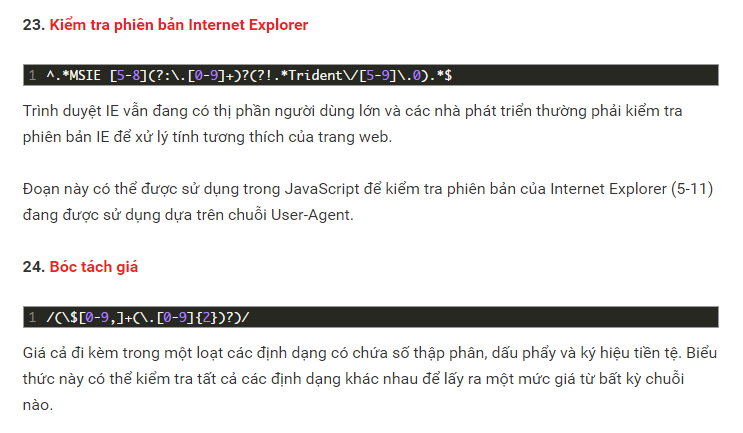 23. Kiểm tra phiên bản Internet Explorer
1 ^.*MSIE [5-8](?:\.[0-9]+)?(?!.*Trident\/[5-9]\.0).*$
Trình duyệt IE vẫn đang có thị phần người dùng lớn và các nhà phát triển thường phải kiểm tra
phiên bản IE để xử lý tính tương thích của trang web.
Đoạn này có thể được sử dụng trong JavaScript để kiểm tra phiên bản của Internet Explorer (5-11)
đang được sử dụng dựa trên chuỗi User-Agent.
24. Bóc tách giá
1 /(\$[0-9,]+(\.[0-9]{2})?)/
Giá cả đi kèm trong một loạt các định dạng có chứa số thập phân, dấu phẩy và ký hiệu tiền tệ. Biểu
thức này có thể kiểm tra tất cả các định dạng khác nhau để lấy ra một mức giá từ bất kỳ chuỗi
nào.